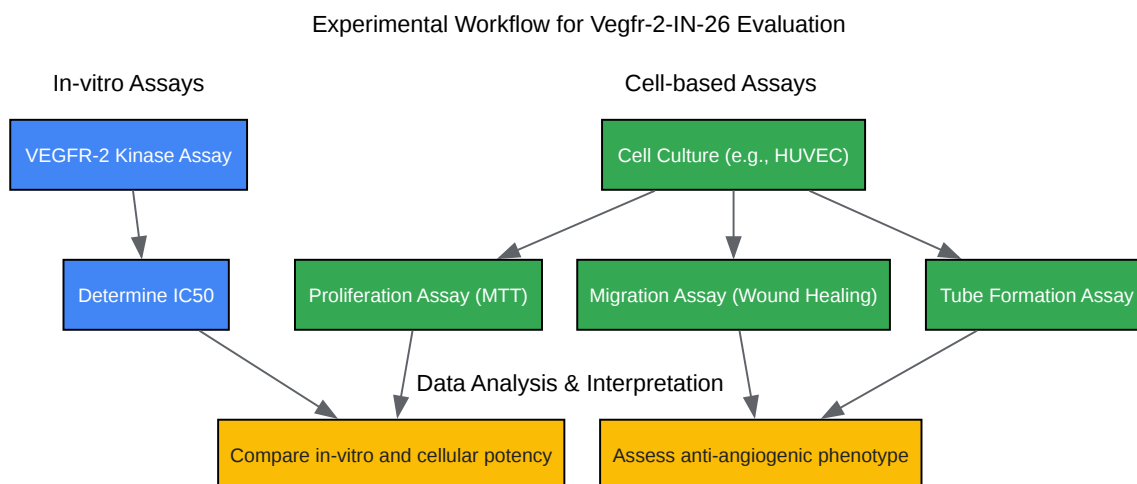 Experimental Workflow for Vegfr-2-IN-26 Evaluation
In-vitro Assays
Cell-based Assays
VEGFR-2 Kinase Assay
Cell Culture (e.g., HUVEC)
Determine IC50
Proliferation Assay (MTT)
Migration Assay (Wound Healing)
Tube Formation Assay
Data Analysis & Interpretation
Compare in-vitro and cellular potency
Assess anti-angiogenic phenotype